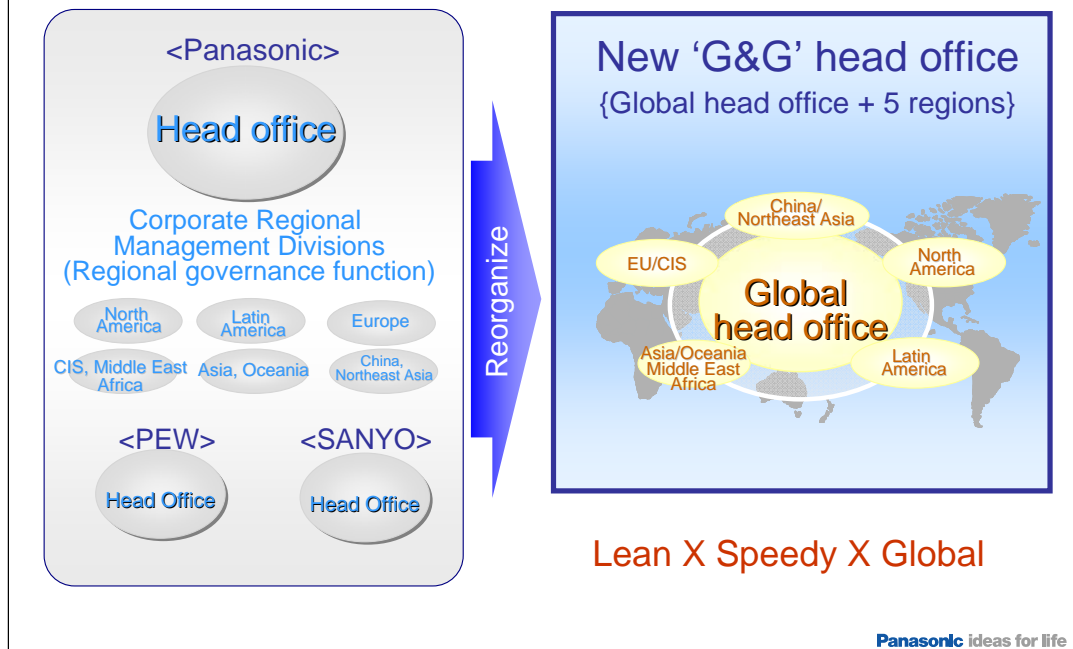 <Panasonic>
Head office
Corporate Regional
Management Divisions
(Regional governance function)
North
America
Latin
America
Europe
CIS, Middle East
Africa
Asia, Oceania
China,
Northeast Asia
<PEW>
Head Office
<SANYO>
Head Office
Reorganize
New ‘G&G’ head office
{Global head office + 5 regions}
China/
Northeast Asia
EU/CIS
North
America
Global
head office
Asia/Oceania
Middle East
Africa
Latin
America
Lean X Speedy X Global
Panasonic ideas for life